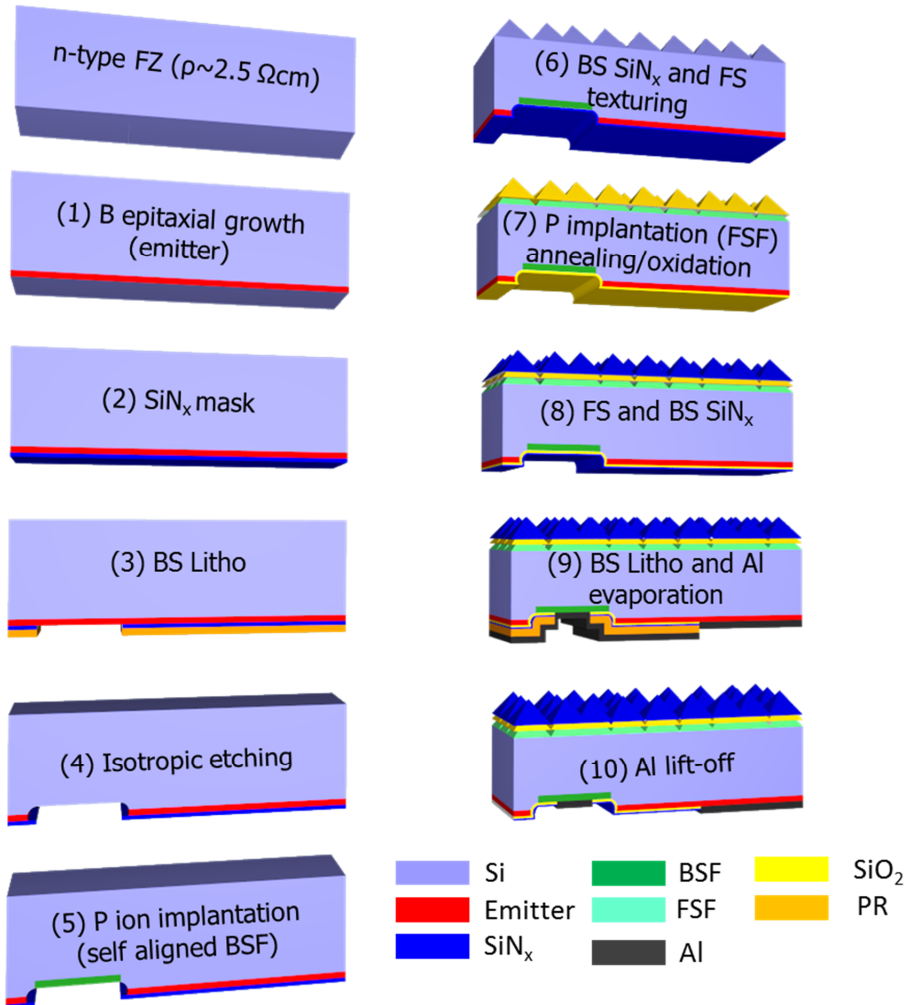 n-type FZ (ρ~2.5 Ωcm)
(1) B epitaxial growth
(emitter)
(2) SiNₓ mask
(3) BS Litho
(4) Isotropic etching
(5) P ion implantation
(self aligned BSF)
(6) BS SiNₓ and FS
texturing
(7) P implantation (FSF)
annealing/oxidation
(8) FS and BS SiNₓ
(9) BS Litho and Al
evaporation
(10) Al lift-off
Si
Emitter
SiNₓ
BSF
FSF
Al
SiO₂
PR